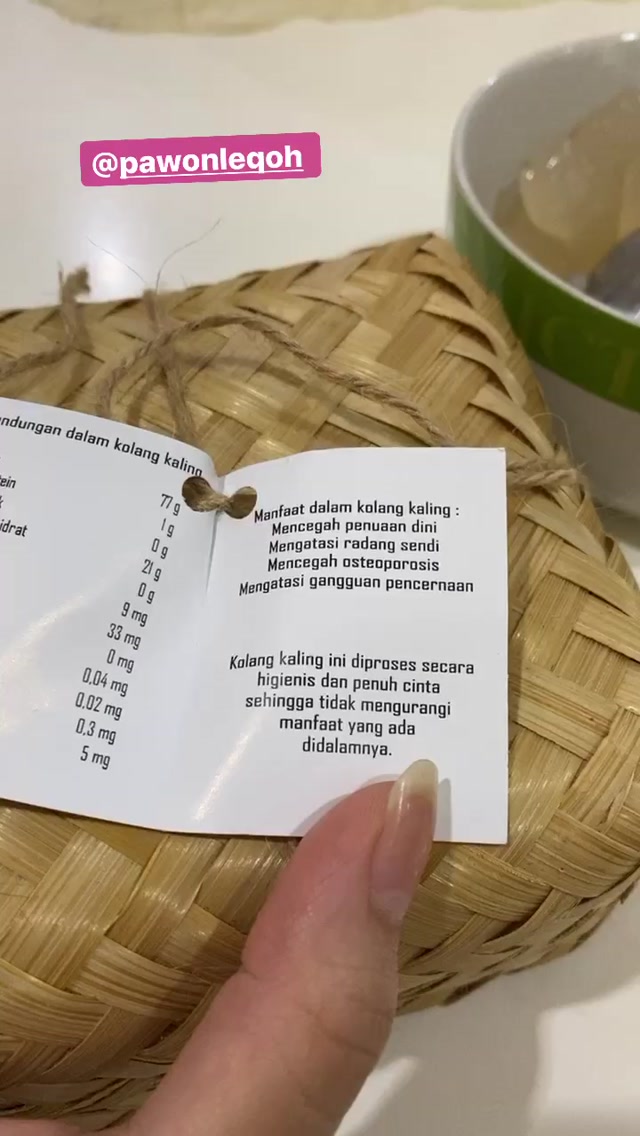 @pawonleqoh
ndungan dalam kolang kaling
77 g
1 g
idrat
0 g
21 g
0 g
9 mg
33 mg
0 mg
0,04 mg
0,02 mg
0,3 mg
5 mg
Manfaat dalam kolang kaling :
Mencegah penuaan dini
Mengatasi radang sendi
Mencegah osteoporosis
Mengatasi gangguan pencernaan
Kolang kaling ini diproses secara
higienis dan penuh cinta
sehingga tidak mengurangi
manfaat yang ada
didalamnya.